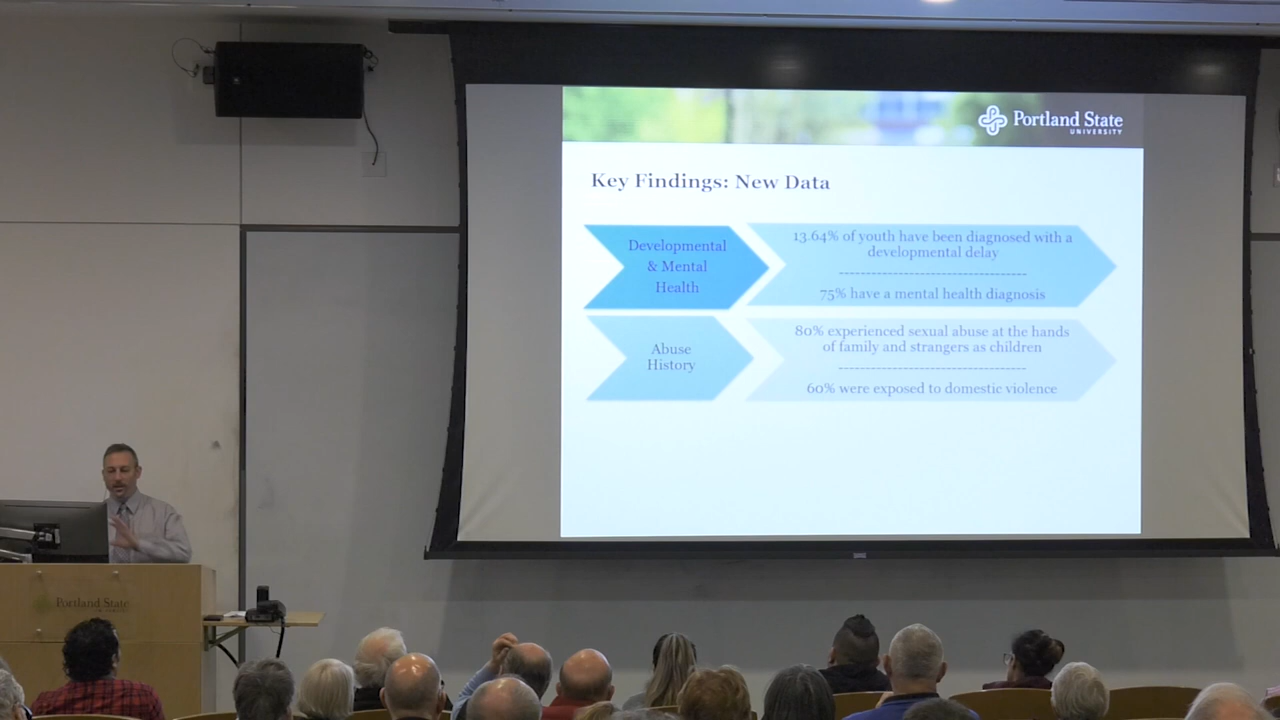 Portland State
UNIVERSITY
Key Findings: New Data
Developmental
& Mental
Health
13.64% of youth have been diagnosed with a
developmental delay
--------------------------------
75% have a mental health diagnosis
Abuse
History
80% experienced sexual abuse at the hands
of family and strangers as children
--------------------------------
60% were exposed to domestic violence
Portland State
UNIVERSITY